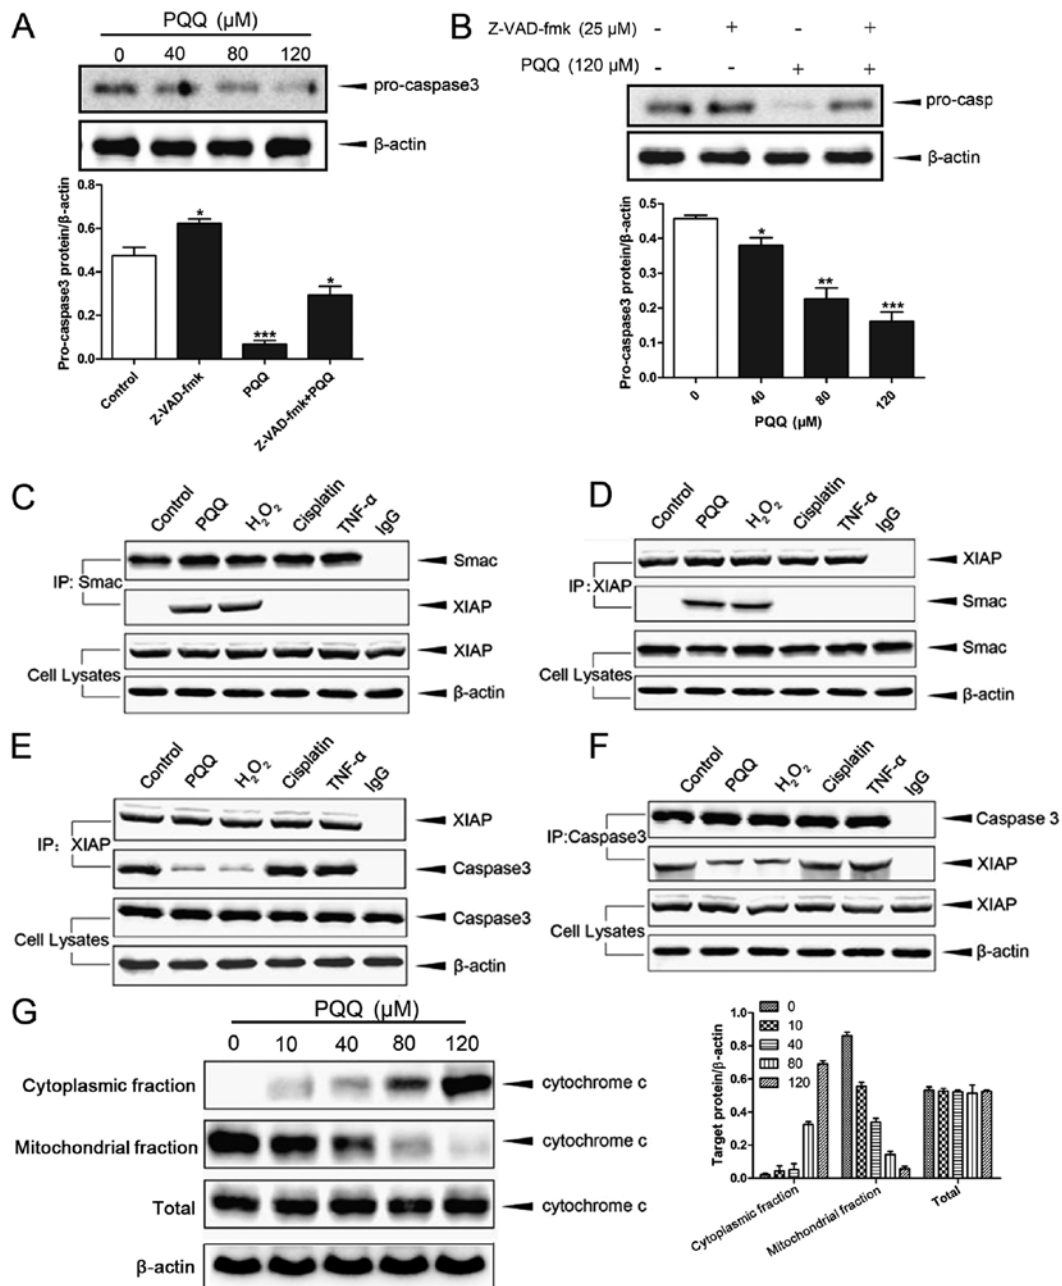 A
PQQ (μM)
0 40 80 120
pro-caspase3
β-actin
Pro-caspase3 protein/β-actin
0.8
0.6
0.4
0.2
0.0
*
***
*
Control
Z-VAD-fmk
PQQ
Z-VAD-fmk+PQQ
B
Z-VAD-fmk (25 μM) - + - +
PQQ (120 μM) - - + +
pro-casp
β-actin
Pro-caspase3 protein/β-actin
0.5
0.4
0.3
0.2
0.1
0.0
*
**
***
0 40 80 120
PQQ (μM)
C
Control PQQ H₂O₂ Cisplatin TNF-α IgG
IP: Smac
Smac
XIAP
Cell Lysates
XIAP
β-actin
D
Control PQQ H₂O₂ Cisplatin TNF-α IgG
IP:XIAP
XIAP
Smac
Cell Lysates
Smac
β-actin
E
Control PQQ H₂O₂ Cisplatin TNF-α IgG
IP: XIAP
XIAP
Caspase3
Cell Lysates
Caspase3
β-actin
F
Control PQQ H₂O₂ Cisplatin TNF-α IgG
IP:Caspase3
Caspase 3
XIAP
Cell Lysates
XIAP
β-actin
G
PQQ (μM)
0 10 40 80 120
Cytoplasmic fraction cytochrome c
Mitochondrial fraction cytochrome c
Total cytochrome c
β-actin
Target protein/β-actin
1.0
0.8
0.6
0.4
0.2
0.0
0
10
40
80
120
Cytoplasmic fraction
Mitochondrial fraction
Total